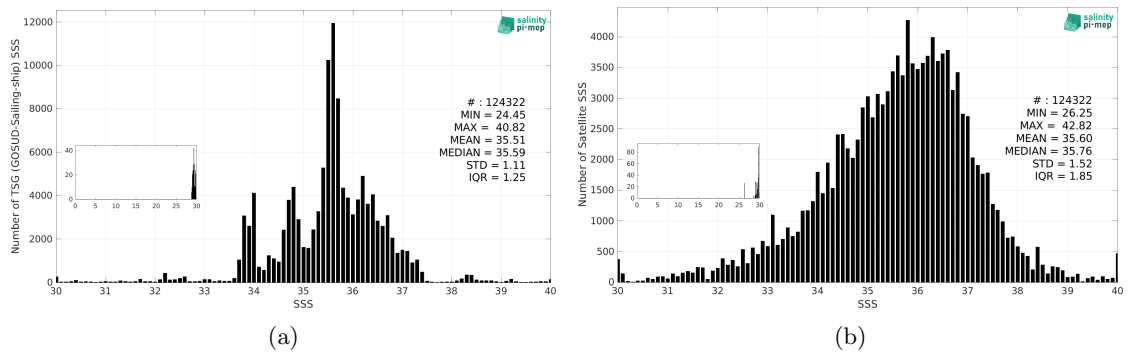 salinity
pi-mep
Number of TSG (GOSUD-Sailing-ship) SSS
12000
10000
8000
6000
4000
2000
0
# : 124322
MIN = 24.45
MAX = 40.82
MEAN = 35.51
MEDIAN = 35.59
STD = 1.11
IQR = 1.25
40
20
0
0 5 10 15 20 25 30
30 31 32 33 34 35 36 37 38 39 40
SSS
(a)
salinity
pi-mep
Number of Satellite SSS
4000
3500
3000
2500
2000
1500
1000
500
0
# : 124322
MIN = 26.25
MAX = 42.82
MEAN = 35.60
MEDIAN = 35.76
STD = 1.52
IQR = 1.85
80
60
40
20
0
0 5 10 15 20 25 30
30 31 32 33 34 35 36 37 38 39 40
SSS
(b)